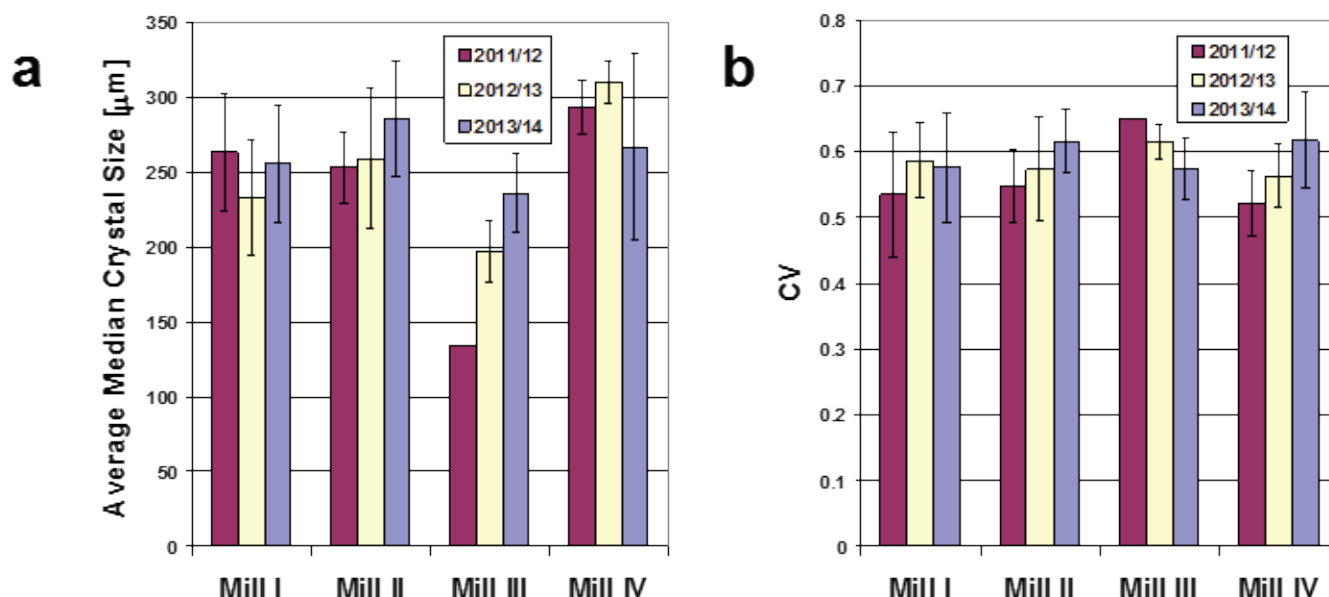 a
Average Median Crystal Size [µm]
350
300
250
200
150
100
50
0
2011/12
2012/13
2013/14
Mill I
Mill II
Mill III
Mill IV
b
CV
0.8
0.7
0.6
0.5
0.4
0.3
0.2
0.1
0
2011/12
2012/13
2013/14
Mill I
Mill II
Mill III
Mill IV